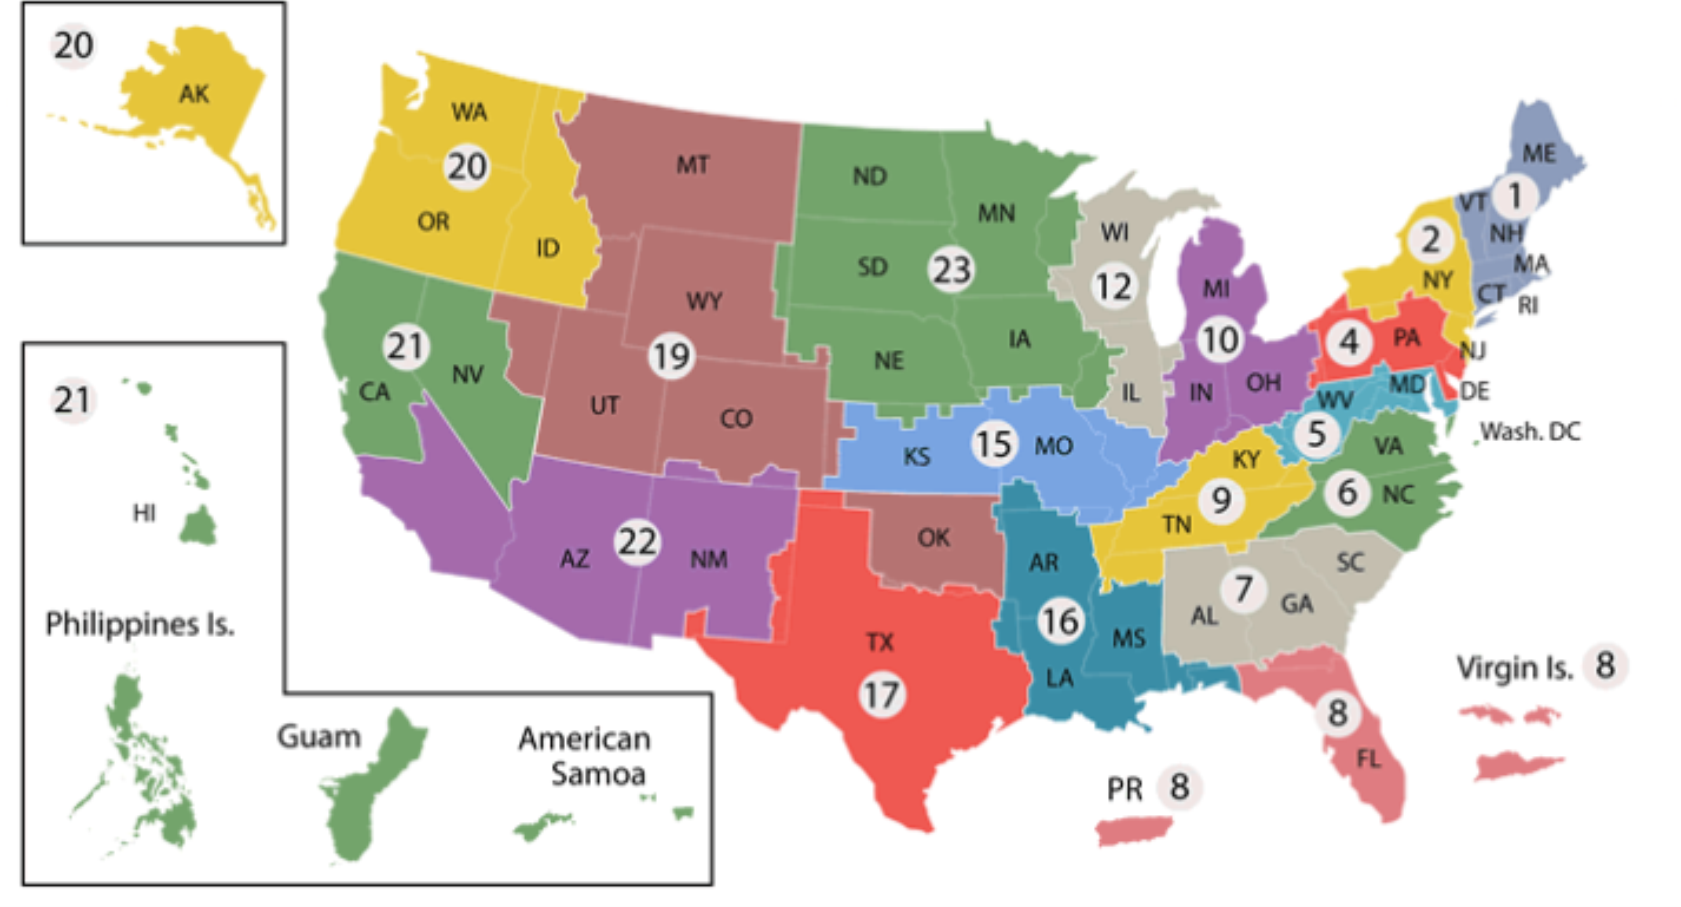 20
AK
WA
20
OR
ID
MT
ND
MN
SD
23
WI
12
MI
ME
VT
1
NH
2
NY
MA
CT
RI
WY
19
21
NV
CA
UT
CO
NE
IA
IL
10
IN
OH
4
PA
NJ
MD
DE
WV
Wash. DC
5
VA
KS
15
MO
KY
9
TN
6
NC
21
HI
Philippines Is.
Guam
American
Samoa
AZ
22
NM
OK
AR
16
LA
MS
TX
17
7
SC
AL
GA
8
FL
Virgin Is. 8
PR 8